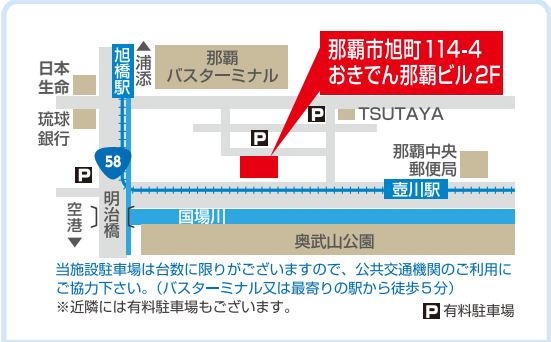 那覇市旭町114-4
おきでん那覇ビル2F
旭橋駅
▲浦添
那覇
バスターミナル
日本
生命
琉球
銀行
P
TSUTAYA
P
58
P
那覇中央
郵便局
壺川駅
空港▼
明治橋
国場川
奥武山公園
当施設駐車場は台数に限りがございますので、公共交通機関のご利用に
ご協力下さい。(バスターミナル又は最寄りの駅から徒歩5分)
※近隣には有料駐車場もございます。
P 有料駐車場